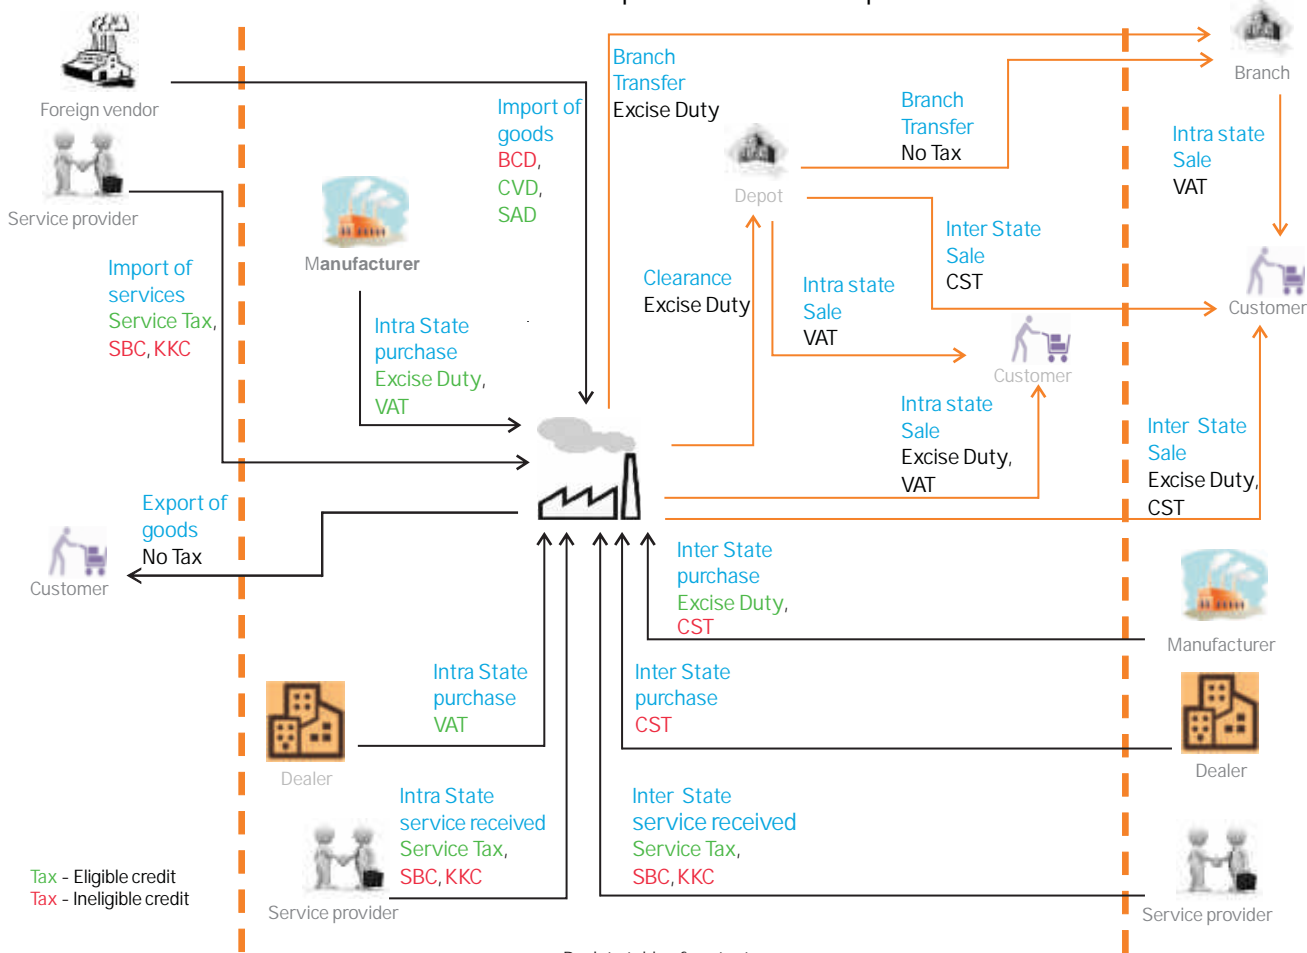 Foreign vendor
Service provider
Import of
services
Service Tax,
SBC, KKC
Manufacturer
Intra State
purchase
Excise Duty,
VAT
Import of
goods
BCD,
CVD,
SAD
Branch
Transfer
Excise Duty
Depot
Clearance
Excise Duty
Branch
Transfer
No Tax
Intra state
Sale
VAT
Inter State
Sale
CST
Customer
Intra state
Sale
Excise Duty,
VAT
Branch
Intra state
Sale
VAT
Customer
Inter State
Sale
Excise Duty,
CST
Export of
goods
No Tax
Customer
Inter State
purchase
Excise Duty,
CST
Manufacturer
Intra State
purchase
VAT
Dealer
Inter State
purchase
CST
Dealer
Intra State
service received
Service Tax,
SBC, KKC
Service provider
Inter State
service received
Service Tax,
SBC, KKC
Service provider
Tax - Eligible credit
Tax - Ineligible credit